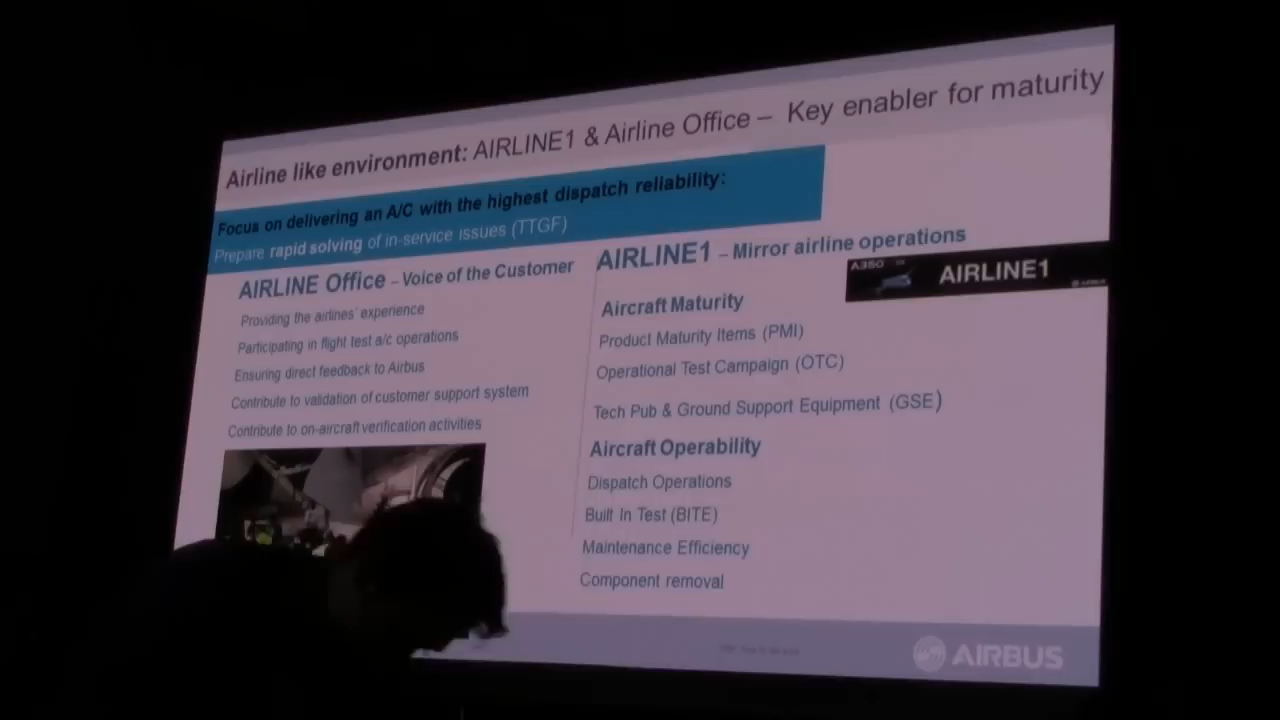 Airline like environment: AIRLINE1 & Airline Office – Key enabler for maturity
Focus on delivering an A/C with the highest dispatch reliability:
Prepare rapid solving of in-service issues (TTGF)
AIRLINE Office – Voice of the Customer
Providing the airlines' experience
Participating in flight test a/c operations
Ensuring direct feedback to Airbus
Contribute to validation of customer support system
Contribute to on-aircraft verification activities
AIRLINE1 – Mirror airline operations
A350
AIRLINE1
AIRBUS
Aircraft Maturity
Product Maturity Items (PMI)
Operational Test Campaign (OTC)
Tech Pub & Ground Support Equipment (GSE)
Aircraft Operability
Dispatch Operations
Built In Test (BITE)
Maintenance Efficiency
Component removal
AIRBUS